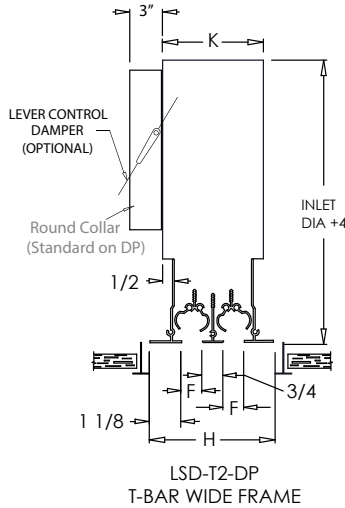 3"
K
LEVER CONTROL
DAMPER
(OPTIONAL)
INLET
DIA +4
Round Collar
(Standard on DP)
1/2
F
3/4
F
1 1/8
H
LSD-T2-DP
T-BAR WIDE FRAME